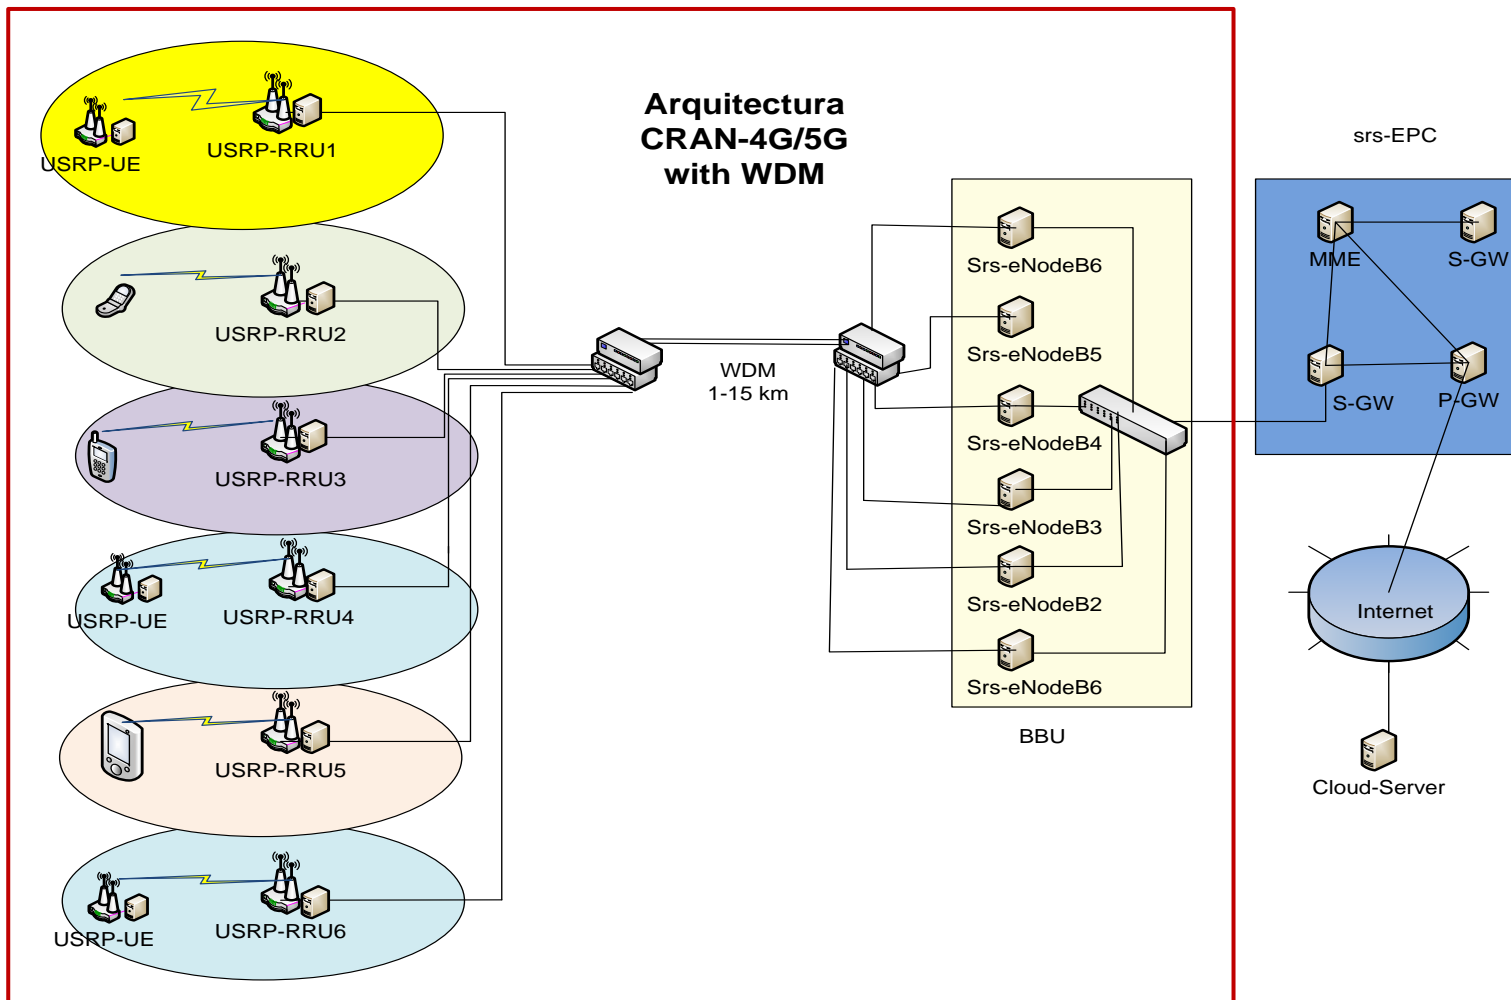 Arquitectura
CRAN-4G/5G
with WDM
USRP-UE
USRP-RRU1
USRP-RRU2
USRP-RRU3
USRP-UE
USRP-RRU4
USRP-RRU5
USRP-UE
USRP-RRU6
WDM
1-15 km
Srs-eNodeB6
Srs-eNodeB5
Srs-eNodeB4
Srs-eNodeB3
Srs-eNodeB2
Srs-eNodeB6
BBU
srs-EPC
MME
S-GW
S-GW
P-GW
Internet
Cloud-Server